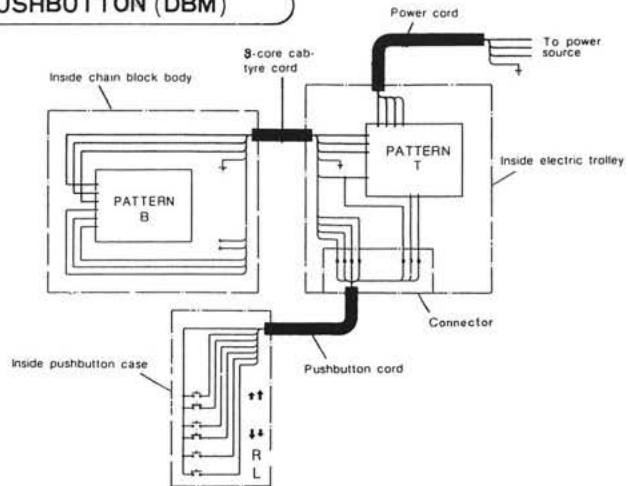 PUSHBUTTON (DBM)
Power cord
To power
source
9-core cab-
tyre cord
Inside chain block body
PATTERN
T
Inside electric trolley
PATTERN
B
Connector
Inside pushbutton case
Pushbutton cord
R
L